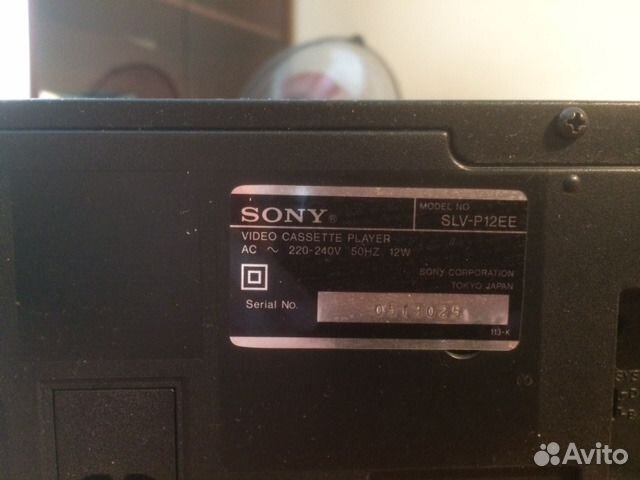 SONY®
MODEL NO
SLV-P12EE
VIDEO CASSETTE PLAYER
AC ~ 220-240V 50HZ 12W
SONY CORPORATION
TOKYO JAPAN
Serial No.
113-K
SYS
Avito